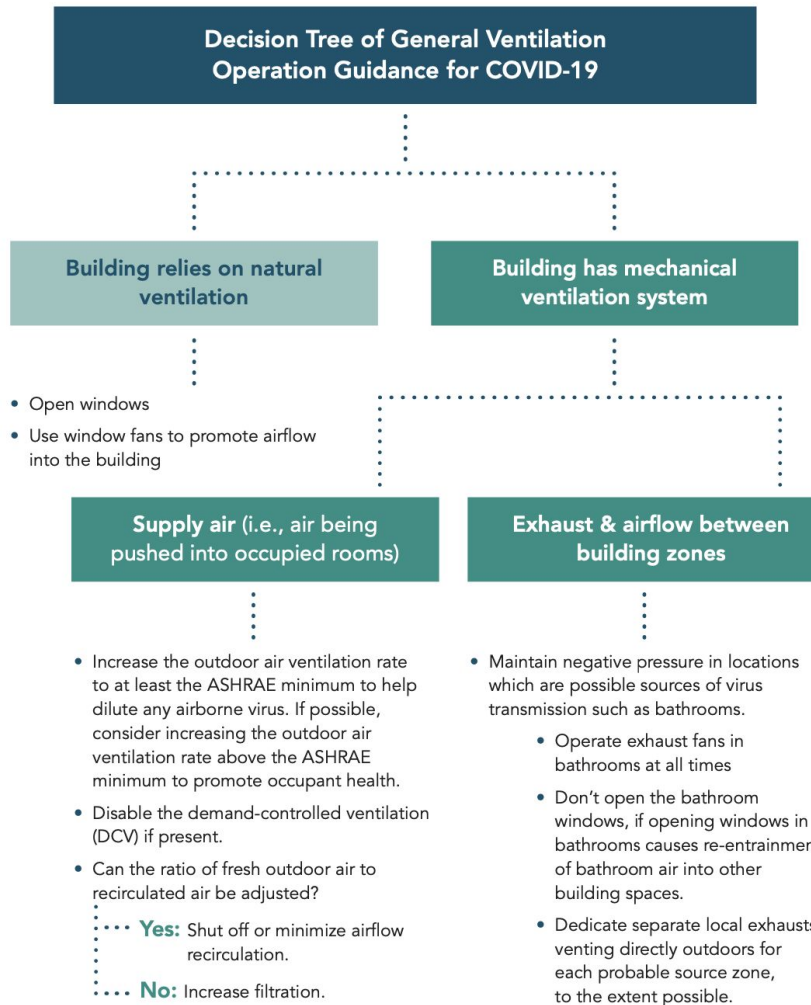 Decision Tree of General Ventilation
Operation Guidance for COVID-19
Building relies on natural
ventilation
Building has mechanical
ventilation system
• Open windows
• Use window fans to promote airflow
into the building
Supply air (i.e., air being
pushed into occupied rooms)
Exhaust & airflow between
building zones
• Increase the outdoor air ventilation rate
to at least the ASHRAE minimum to help
dilute any airborne virus. If possible,
consider increasing the outdoor air
ventilation rate above the ASHRAE
minimum to promote occupant health.
• Disable the demand-controlled ventilation
(DCV) if present.
• Can the ratio of fresh outdoor air to
recirculated air be adjusted?
Yes: Shut off or minimize airflow
recirculation.
No: Increase filtration.
• Maintain negative pressure in locations
which are possible sources of virus
transmission such as bathrooms.
• Operate exhaust fans in
bathrooms at all times
• Don't open the bathroom
windows, if opening windows in
bathrooms causes
of bathroom air into other
building spaces.
• Dedicate separate local exhausts
venting directly outdoors for
each probable source zone,
to the extent possible.